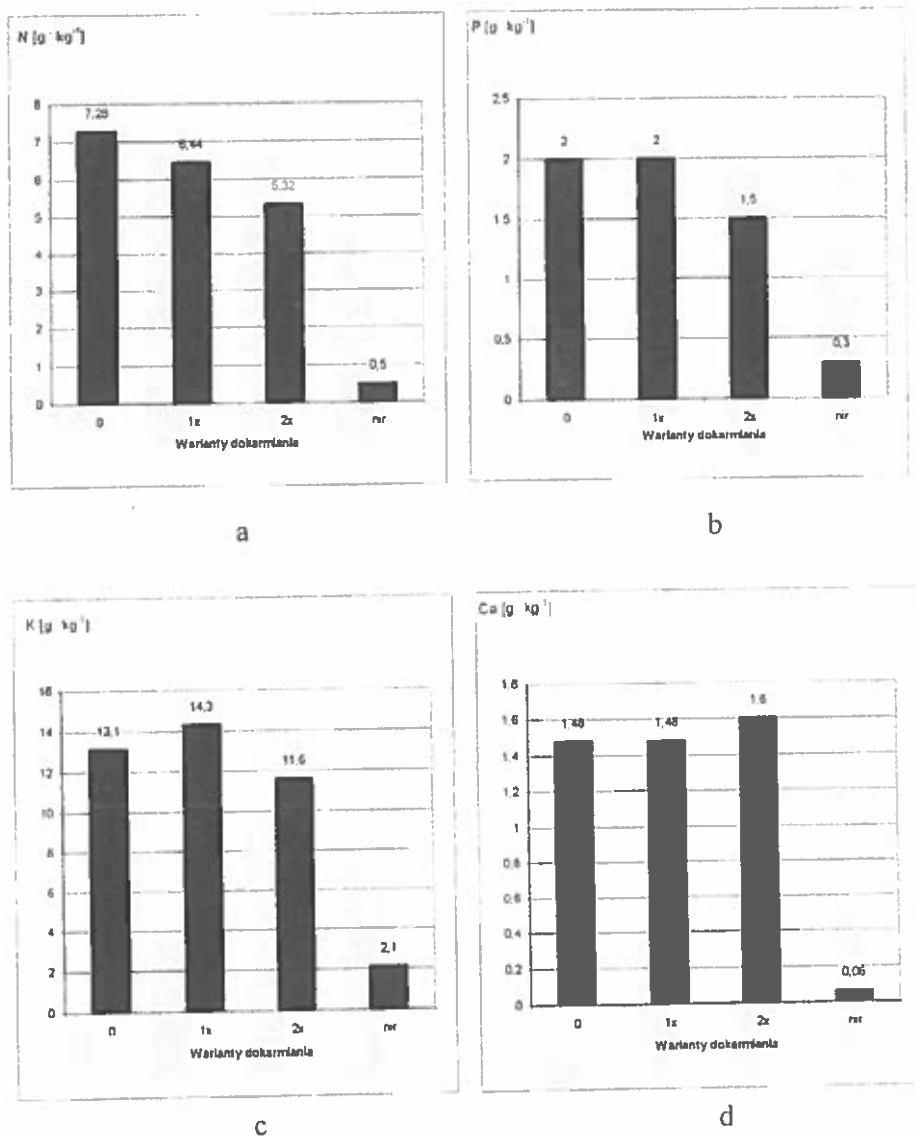 N [g · kg⁻¹]
8
7
6
5
4
3
2
1
0
7,28
6,44
5,32
0,5
0
1x
2x
nir
Warianty dokarmiania
a
P [g · kg⁻¹]
2.5
2
1.5
1
0.5
0
2
2
1,5
0,3
0
1x
2x
nir
Warianty dokarmiania
b
K [g · kg⁻¹]
16
14
12
10
8
6
4
2
0
13,1
14,3
11,6
2,1
0
1x
2x
nir
Warianty dokarmiania
c
Ca [g · kg⁻¹]
1,8
1,6
1,4
1,2
1
0,8
0,6
0,4
0,2
0
1,48
1,48
1,6
0,06
0
1x
2x
nir
Warianty dokarmiania
d